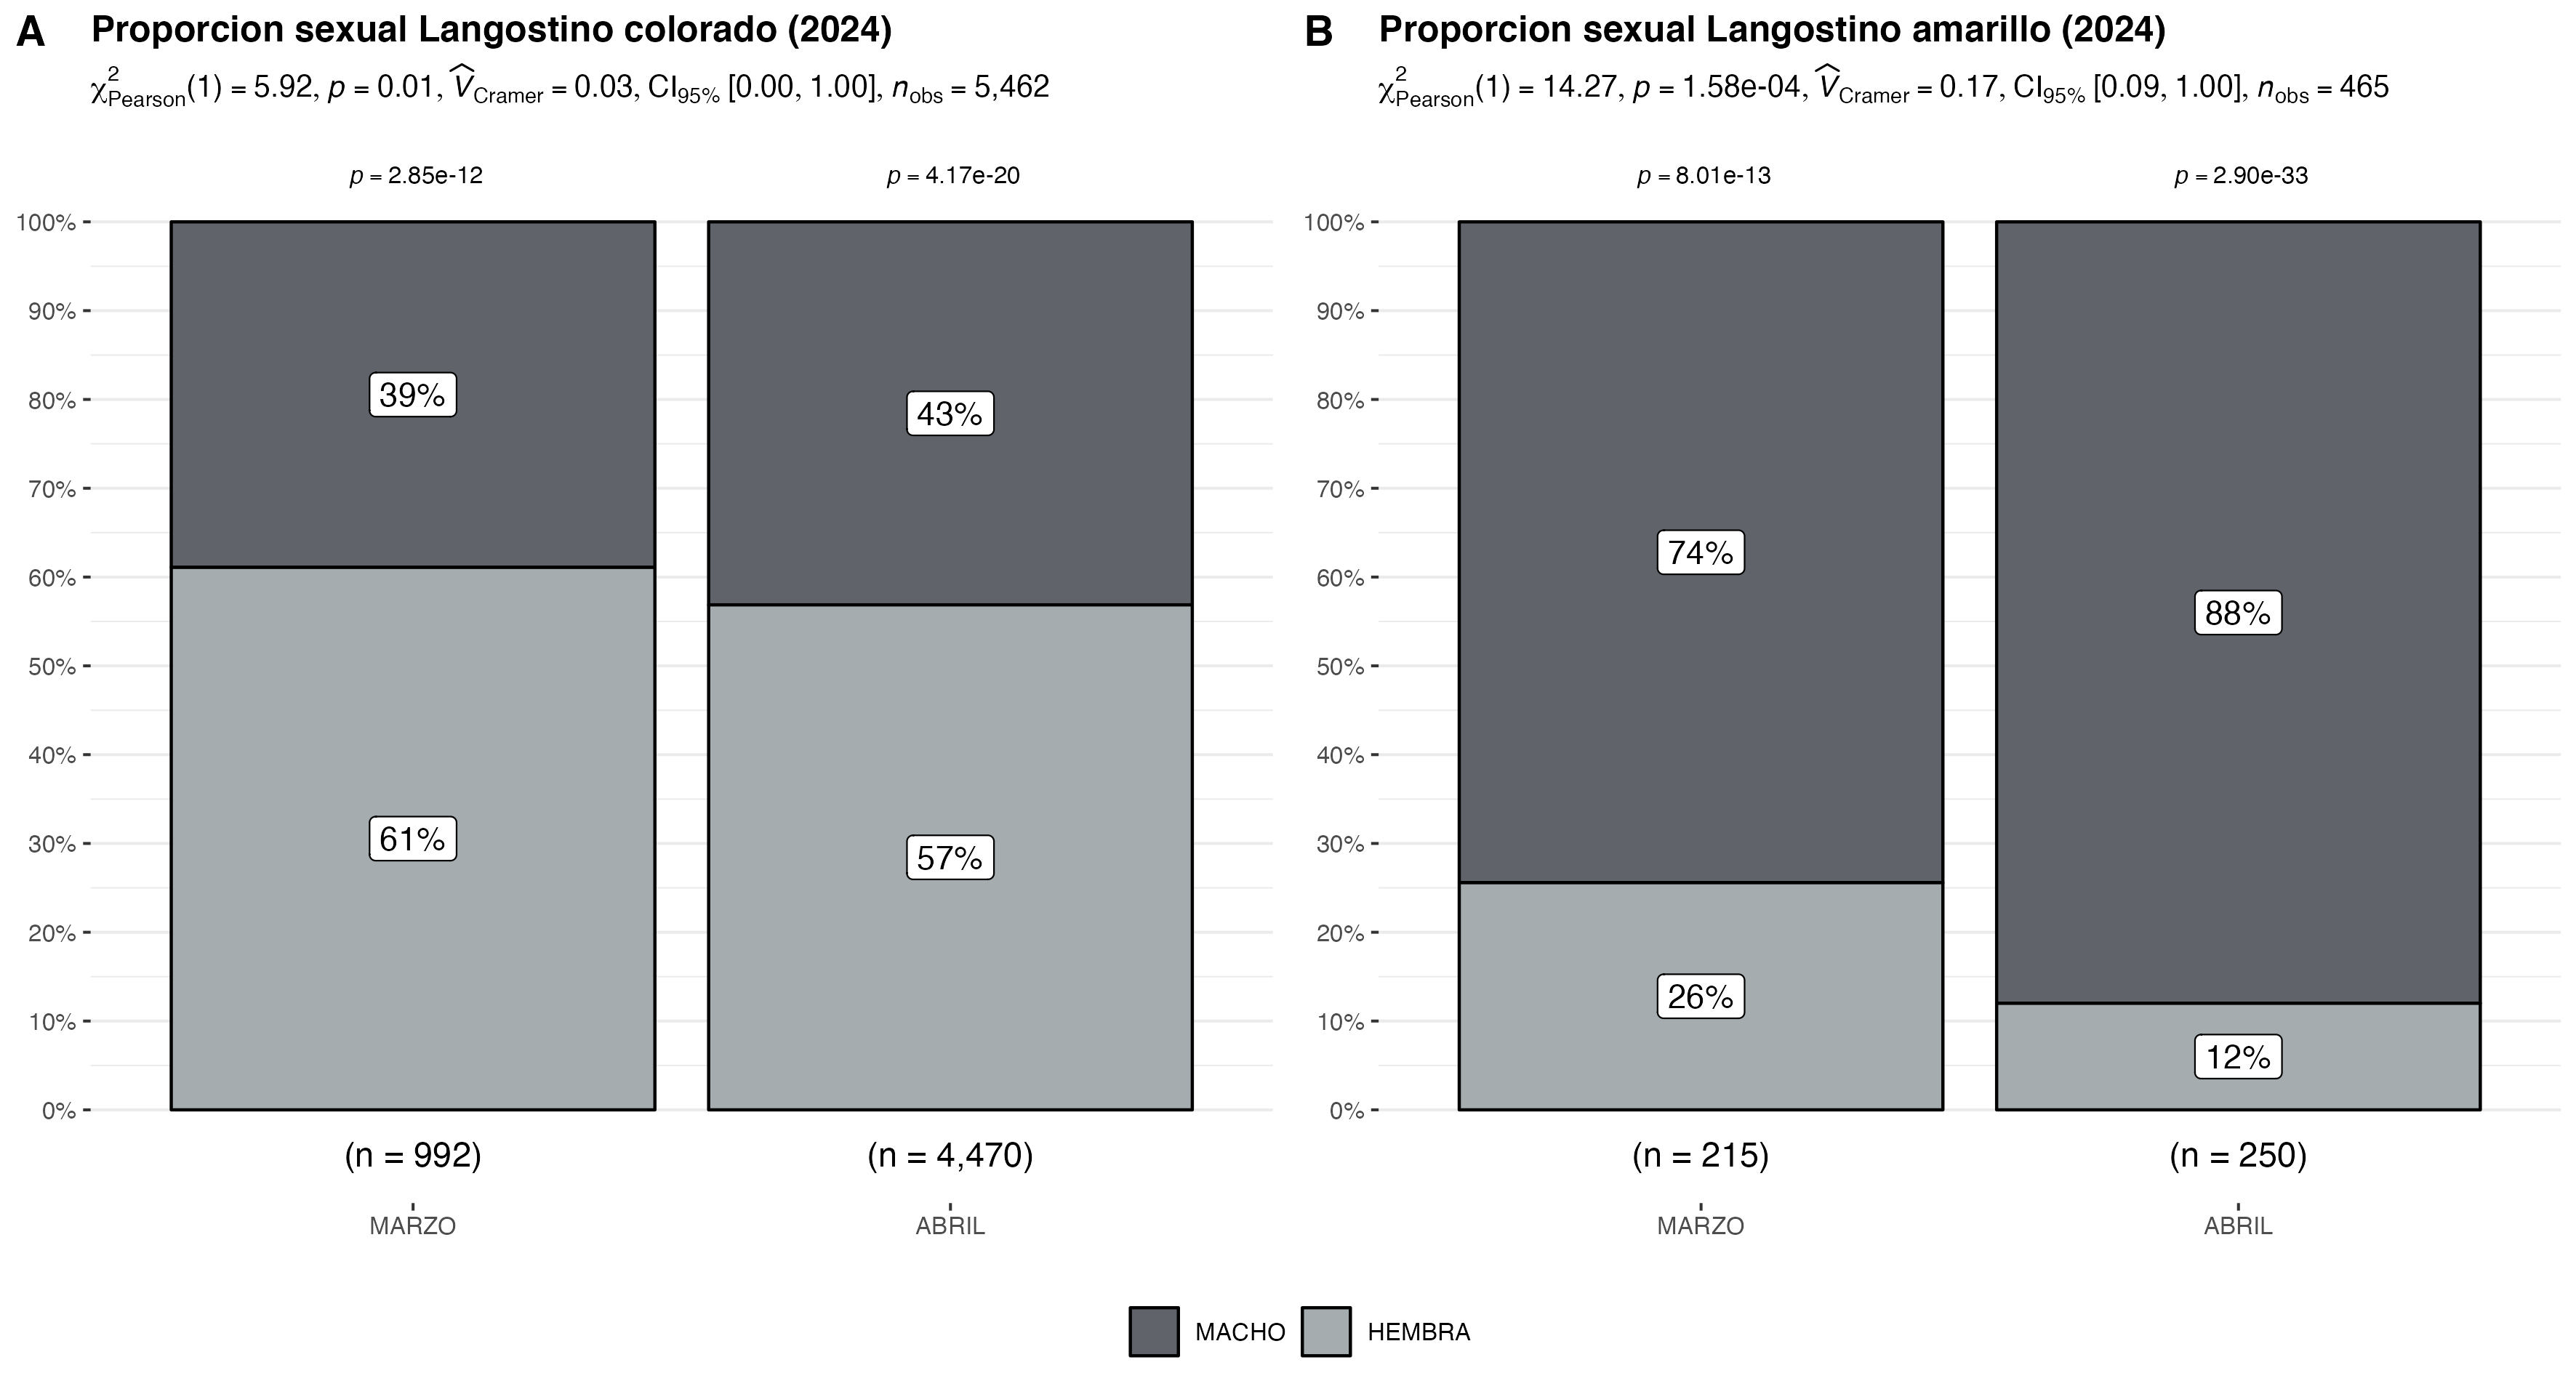 A Proporcion sexual Langostino colorado (2024)
χ²Pearson(1) = 5.92, p = 0.01, V̂Cramer = 0.03, CI95% [0.00, 1.00], nobs = 5,462
p = 2.85e-12 p = 4.17e-20
100%
90%
80%
70%
60%
50%
40%
30%
20%
10%
0%
39%
43%
61%
57%
(n = 992) (n = 4,470)
MARZO ABRIL
B Proporcion sexual Langostino amarillo (2024)
χ²Pearson(1) = 14.27, p = 1.58e-04, V̂Cramer = 0.17, CI95% [0.09, 1.00], nobs = 465
p = 8.01e-13 p = 2.90e-33
100%
90%
80%
70%
60%
50%
40%
30%
20%
10%
0%
74%
88%
26%
12%
(n = 215) (n = 250)
MARZO ABRIL
MACHO HEMBRA